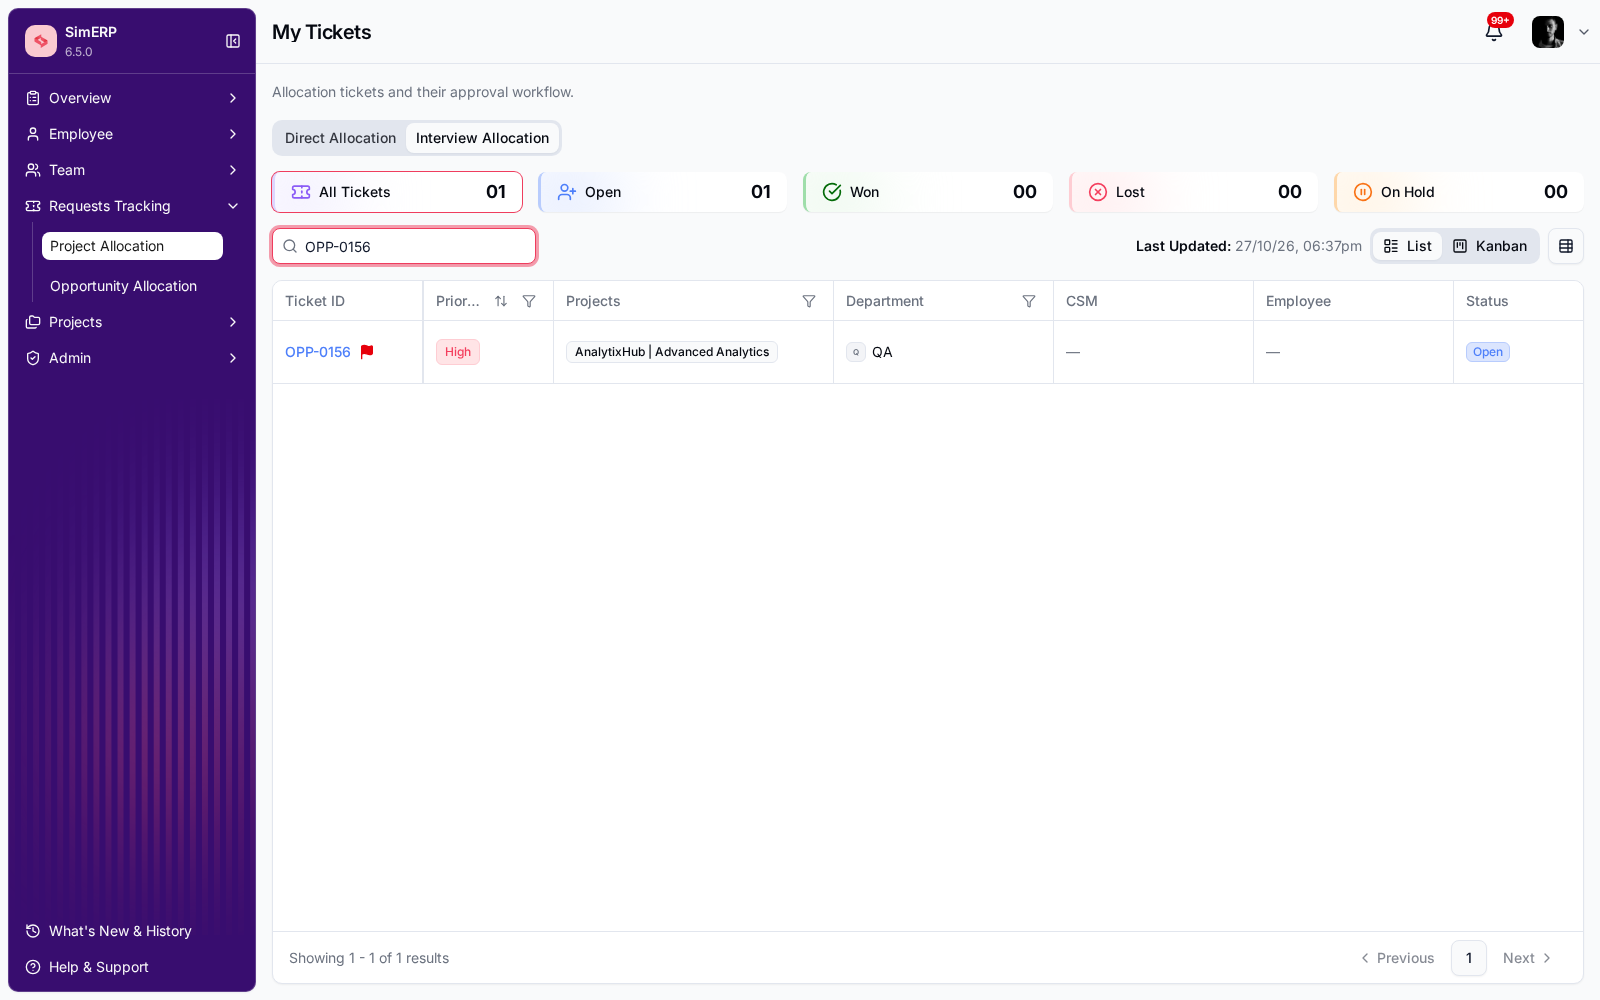 SimERP
6.5.0
Overview
Employee
Team
Requests Tracking
Project Allocation
Opportunity Allocation
Projects
Admin
What's New & History
Help & Support
My Tickets
99+
Allocation tickets and their approval workflow.
Direct Allocation Interview Allocation
All Tickets 01
Open 01
Won 00
Lost 00
On Hold 00
OPP-0156
Last Updated: 27/10/26, 06:37pm
List Kanban
Ticket ID Prior... Projects Department CSM Employee Status
OPP-0156 High AnalytixHub | Advanced Analytics Q QA — — Open
Showing 1 - 1 of 1 results
Previous 1 Next